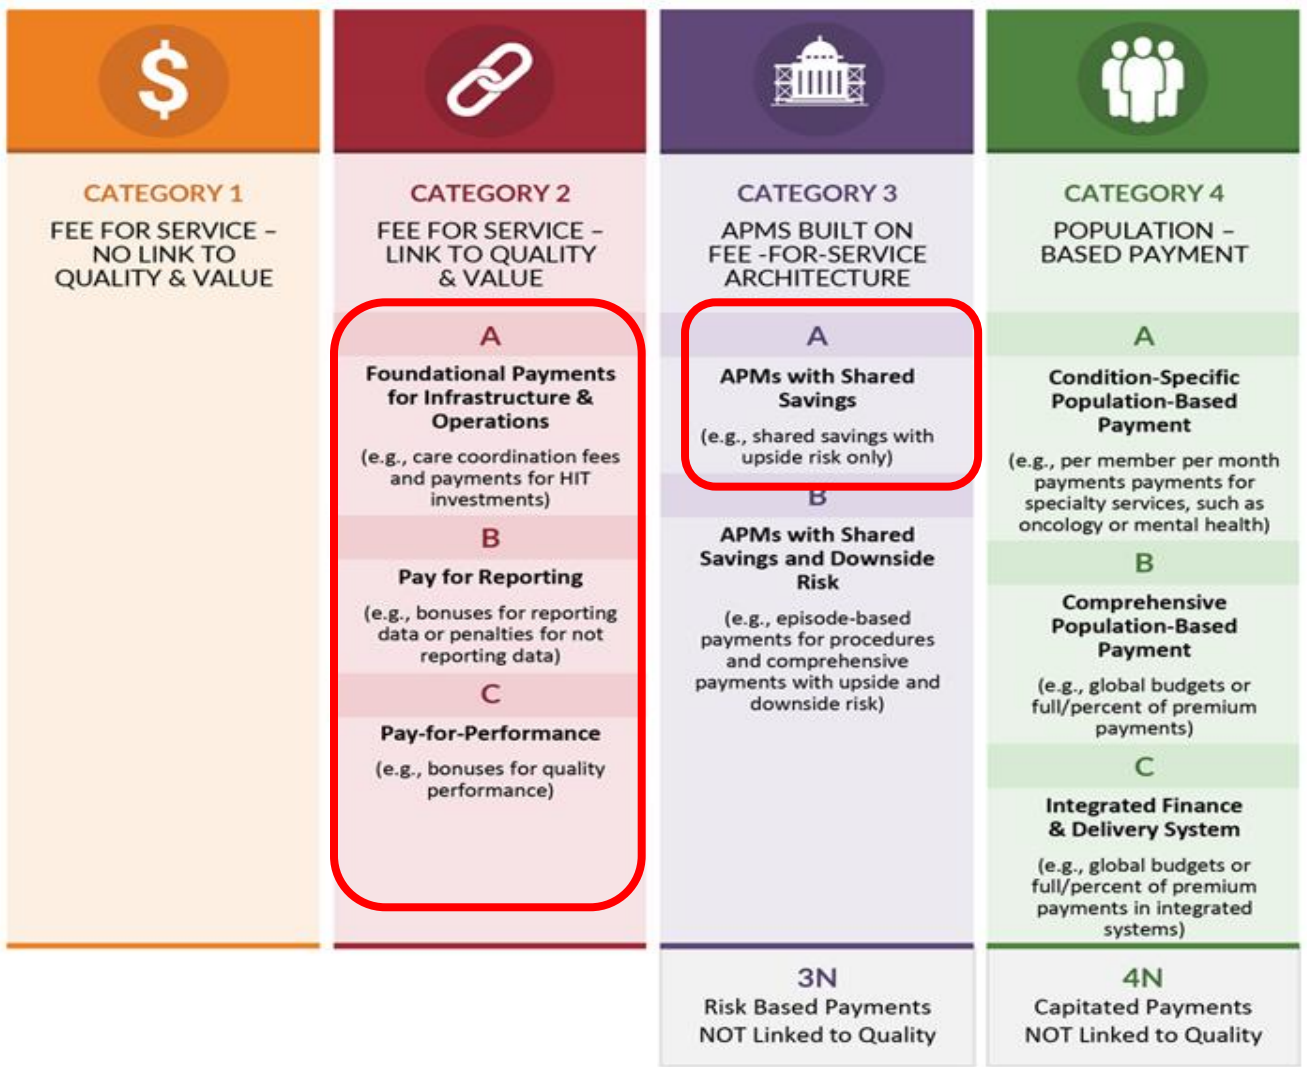 $
CATEGORY 1
FEE FOR SERVICE –
NO LINK TO
QUALITY & VALUE
CATEGORY 2
FEE FOR SERVICE –
LINK TO QUALITY
& VALUE
A
Foundational Payments
for Infrastructure &
Operations
(e.g., care coordination fees
and payments for HIT
investments)
B
Pay for Reporting
(e.g., bonuses for reporting
data or penalties for not
reporting data)
C
Pay-for-Performance
(e.g., bonuses for quality
performance)
CATEGORY 3
APMS BUILT ON
FEE -FOR-SERVICE
ARCHITECTURE
A
APMs with Shared
Savings
(e.g., shared savings with
upside risk only)
B
APMs with Shared
Savings and Downside
Risk
(e.g., episode-based
payments for procedures
and comprehensive
payments with upside and
downside risk)
3N
Risk Based Payments
NOT Linked to Quality
CATEGORY 4
POPULATION –
BASED PAYMENT
A
Condition-Specific
Population-Based
Payment
(e.g., per member per month
payments payments for
specialty services, such as
oncology or mental health)
B
Comprehensive
Population-Based
Payment
(e.g., global budgets or
full/percent of premium
payments)
C
Integrated Finance
& Delivery System
(e.g., global budgets or
full/percent of premium
payments in integrated
systems)
4N
Capitated Payments
NOT Linked to Quality